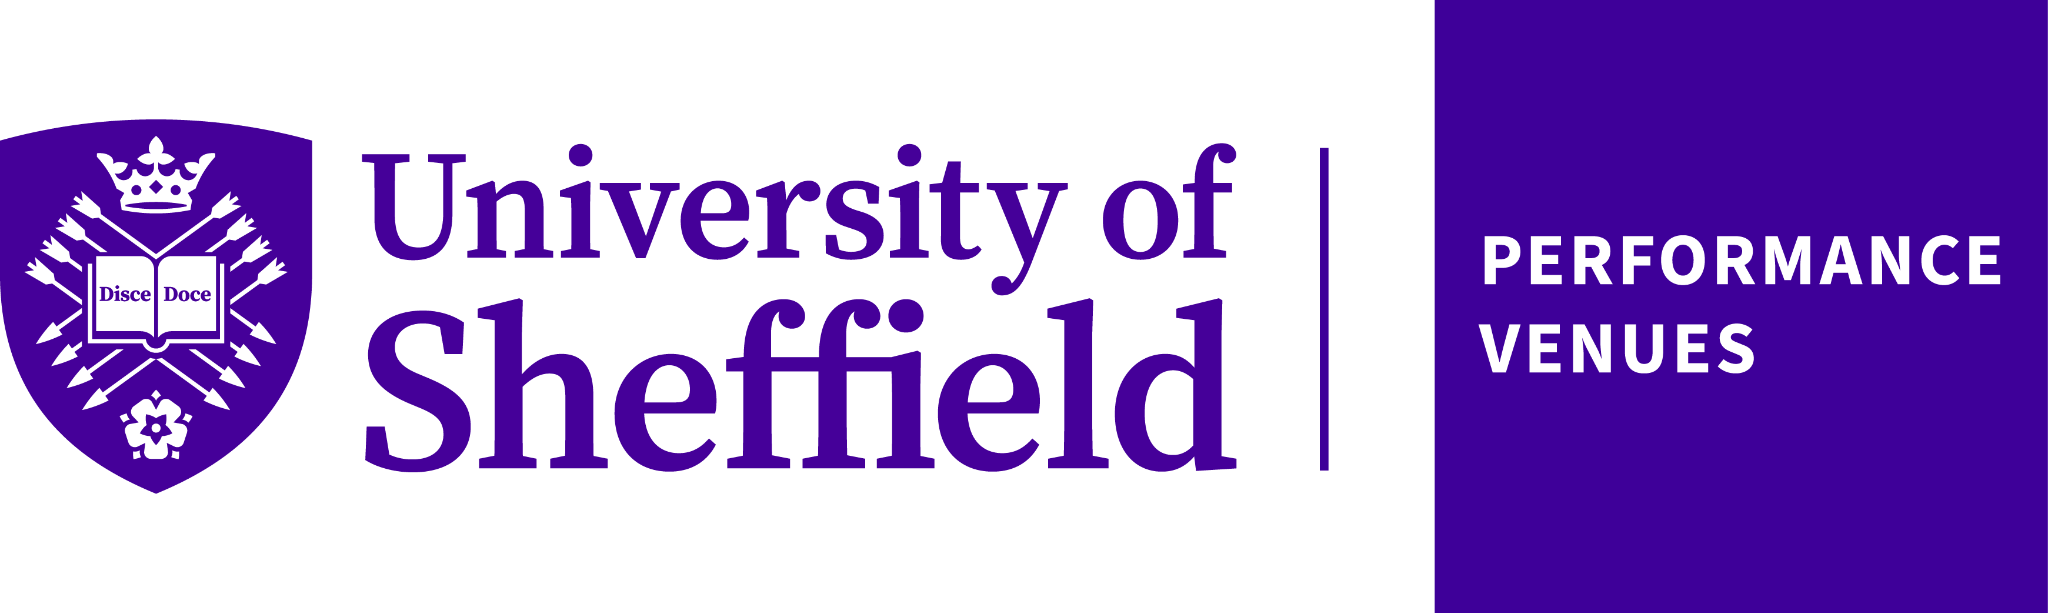 Disce Doce
University of
Sheffield
PERFORMANCE
VENUES